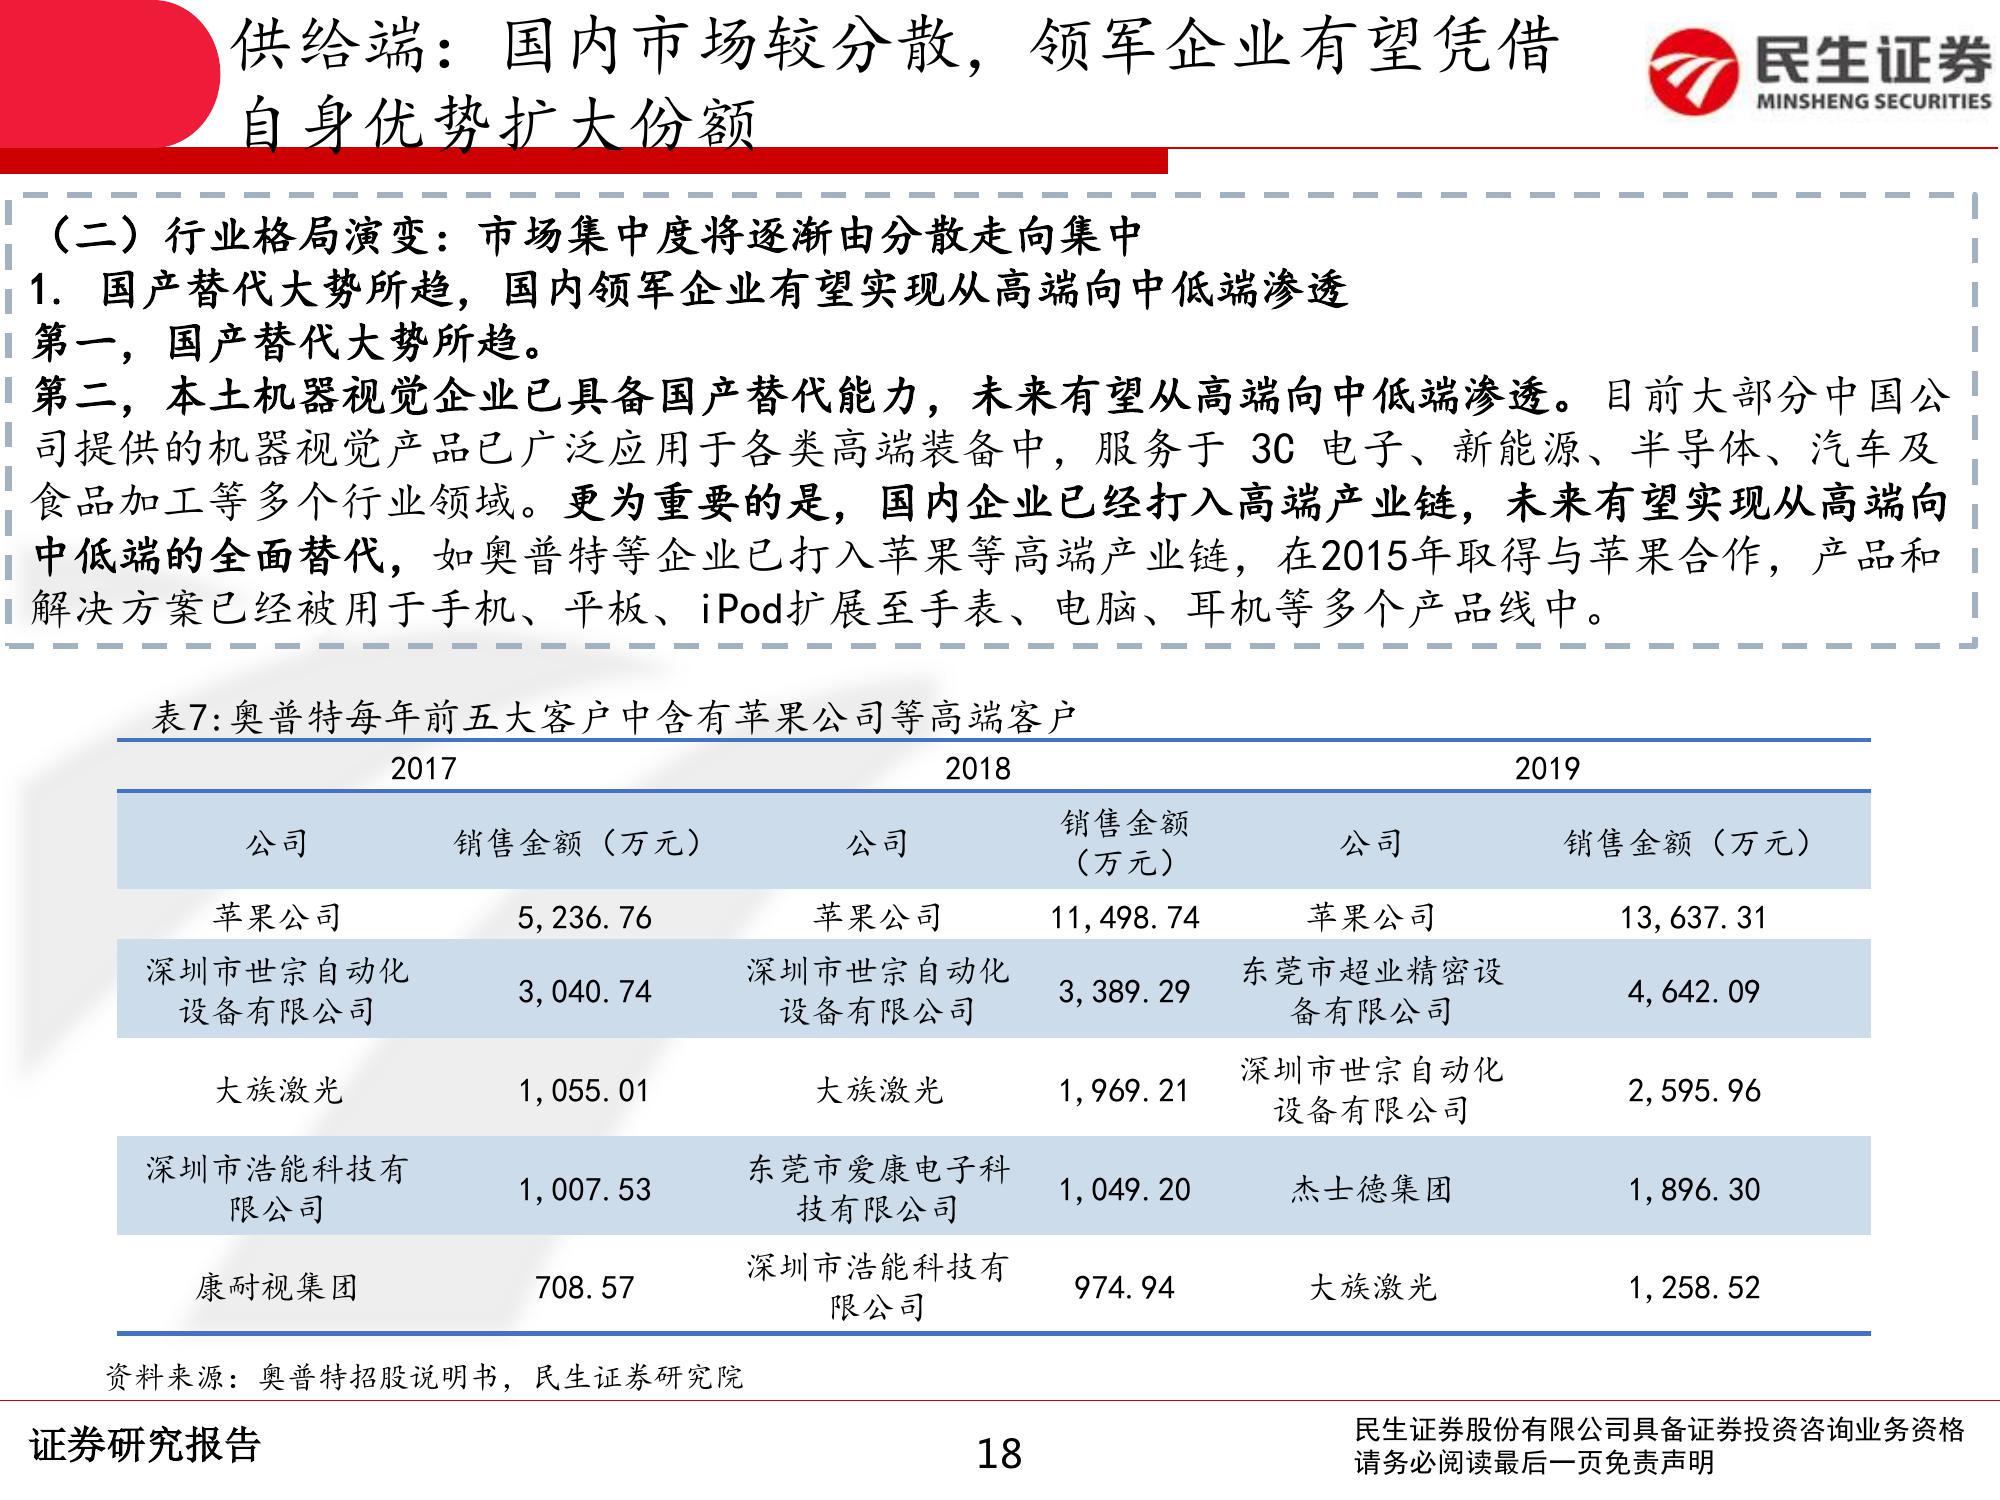 供给端：国内市场较分散，领军企业有望凭借
自身优势扩大份额
民生证券
MINSHENG SECURITIES
（二）行业格局演变：市场集中度将逐渐由分散走向集中
1. 国产替代大势所趋，国内领军企业有望实现从高端向中低端渗透
第一，国产替代大势所趋。
第二，本土机器视觉企业已具备国产替代能力，未来有望从高端向中低端渗透。目前大部分中国公
司提供的机器视觉产品已广泛应用于各类高端装备中，服务于 3C 电子、新能源、半导体、汽车及
食品加工等多个行业领域。更为重要的是，国内企业已经打入高端产业链，未来有望实现从高端向
中低端的全面替代，如奥普特等企业已打入苹果等高端产业链，在2015年取得与苹果合作，产品和
解决方案已经被用于手机、平板、iPod扩展至手表、电脑、耳机等多个产品线中。
表7:奥普特每年前五大客户中含有苹果公司等高端客户
2017 2018 2019
公司 销售金额（万元） 公司 销售金额 公司 销售金额（万元）
（万元）
苹果公司 5,236.76 苹果公司 11,498.74 苹果公司 13,637.31
深圳市世宗自动化 深圳市世宗自动化 东莞市超业精密设
3,040.74 3,389.29 4,642.09
设备有限公司 设备有限公司 备有限公司
深圳市世宗自动化
大族激光 1,055.01 大族激光 1,969.21 2,595.96
设备有限公司
深圳市浩能科技有 东莞市爱康电子科
1,007.53 1,049.20 杰士德集团 1,896.30
限公司 技有限公司
深圳市浩能科技有
康耐视集团 708.57 974.94 大族激光 1,258.52
限公司
资料来源：奥普特招股说明书，民生证券研究院
证券研究报告
18
民生证券股份有限公司具备证券投资咨询业务资格
请务必阅读最后一页免责声明